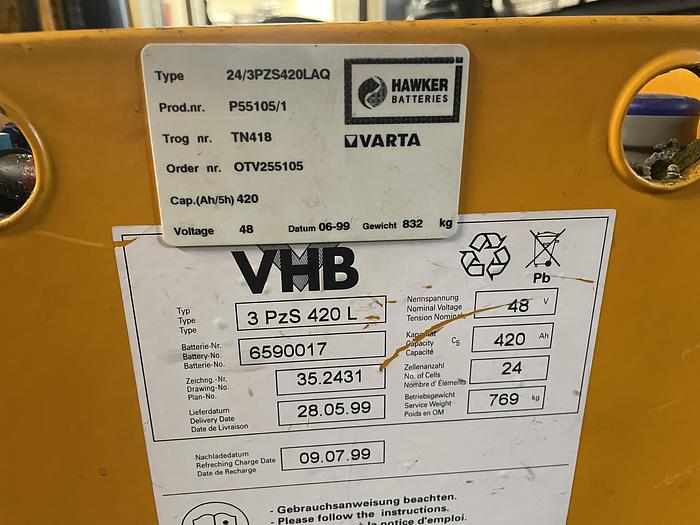 Type 24/3PZS420LAQ
HAWKER
BATTERIES
Prod.nr. P55105/1
Trog nr. TN418
VARTA
Order nr. OTV255105
Cap.(Ah/5h) 420
Voltage 48 Datum 06-99 Gewicht 832 kg
VHB
Pb
Typ
Type
Type
3 PzS 420 L
Nennspannung
Nominal Voltage
Tension Nominale
48 V
Batterie-Nr.
Battery-No.
Batterie-No.
6590017
Kapazität
Capacity
Capacité
C5
420 Ah
Zeichng.-Nr.
Drawing-No.
Plan-No.
35.2431
Zellenanzahl
No. of Cells
Nombre d' Éléments
24
Lieferdatum
Delivery Date
Date de Livraison
28.05.99
Betriebsgewicht
Service Weight
Poids en OM
769 kg
Nachladedatum
Refreching Charge Date
Date de Recharge
09.07.99
- Gebrauchsanweisung beachten.
- Please follow the instructions.
la notice d'emploi.